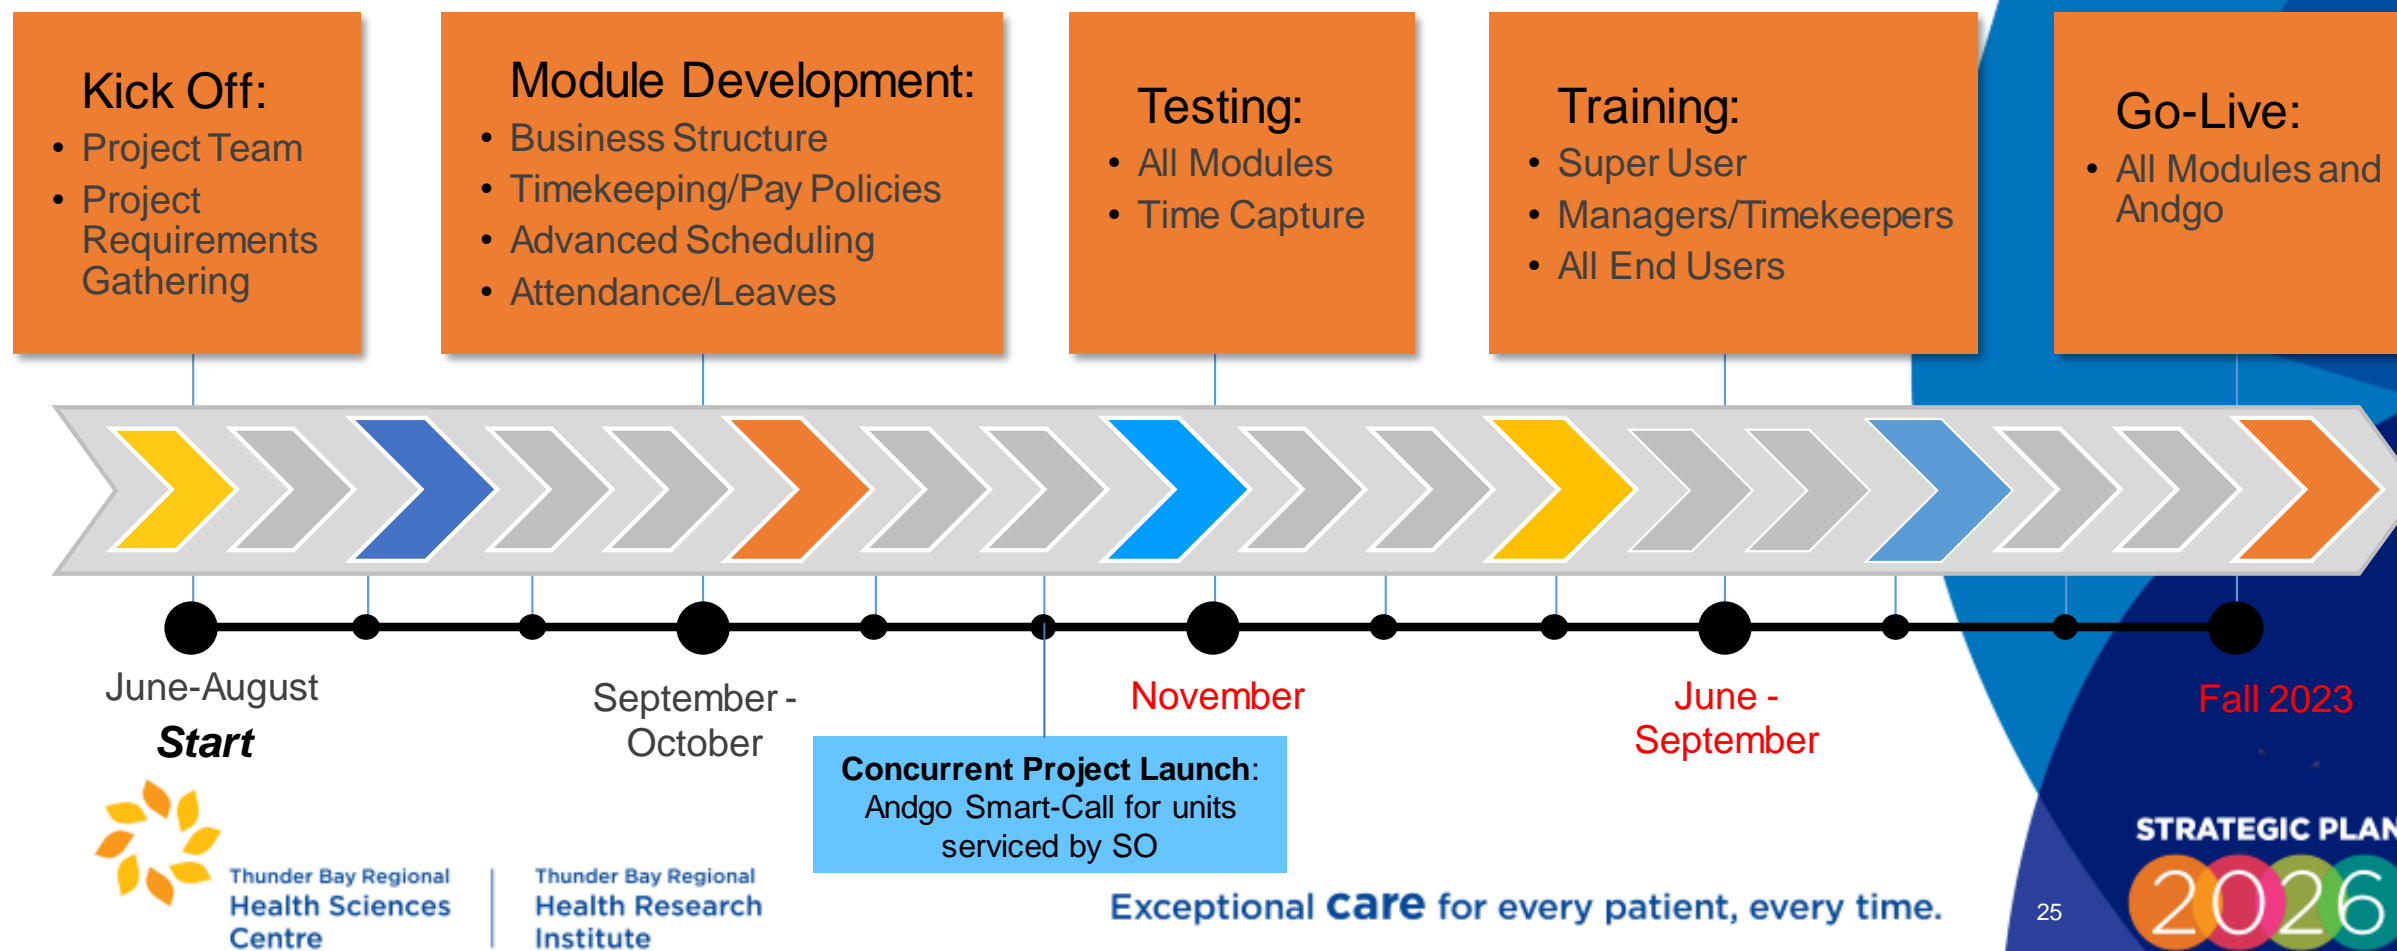 Kick Off:
• Project Team
• Project
Requirements
Gathering
Module Development:
• Business Structure
• Timekeeping/Pay Policies
• Advanced Scheduling
• Attendance/Leaves
Testing:
• All Modules
• Time Capture
Training:
• Super User
• Managers/Timekeepers
• All End Users
Go-Live:
• All Modules and
Andgo
June-August
Start
September -
October
November
June -
September
Fall 2023
Concurrent Project Launch:
Andgo Smart-Call for units
serviced by SO
Thunder Bay Regional
Health Sciences
Centre
Thunder Bay Regional
Health Research
Institute
Exceptional care for every patient, every time.
25
STRATEGIC PLAN
2026